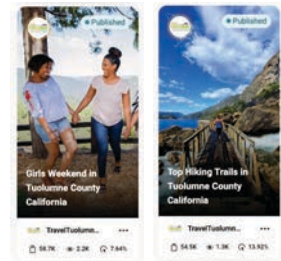 Published
Girls Weekend in
Tuolumne County
California
TravelTuolumn...
56.7K 2.2K 7.64%
Published
Top Hiking Trails in
Tuolumne County
California
TravelTuolumn...
54.5K 1.3K 13.92%